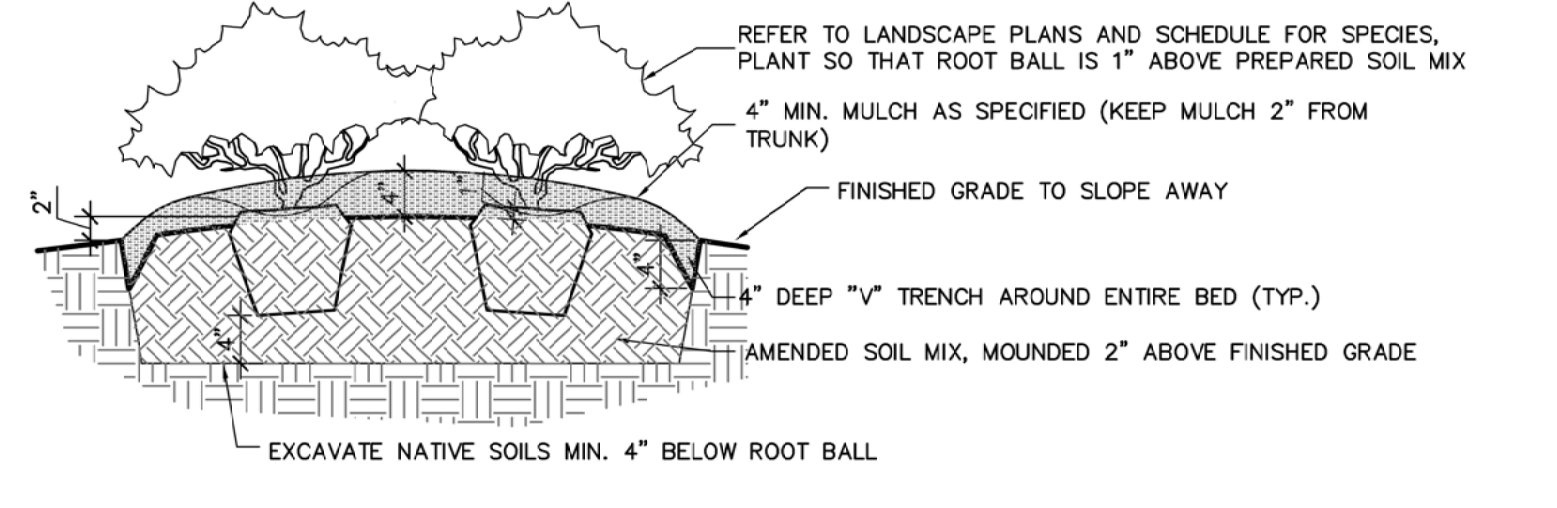 REFER TO LANDSCAPE PLANS AND SCHEDULE FOR SPECIES,
PLANT SO THAT ROOT BALL IS 1” ABOVE PREPARED SOIL MIX
4” MIN. MULCH AS SPECIFIED (KEEP MULCH 2” FROM
TRUNK)
4”
1”
2”
FINISHED GRADE TO SLOPE AWAY
4”
4” DEEP ”V” TRENCH AROUND ENTIRE BED (TYP.)
4”
AMENDED SOIL MIX, MOUNDED 2” ABOVE FINISHED GRADE
EXCAVATE NATIVE SOILS MIN. 4” BELOW ROOT BALL